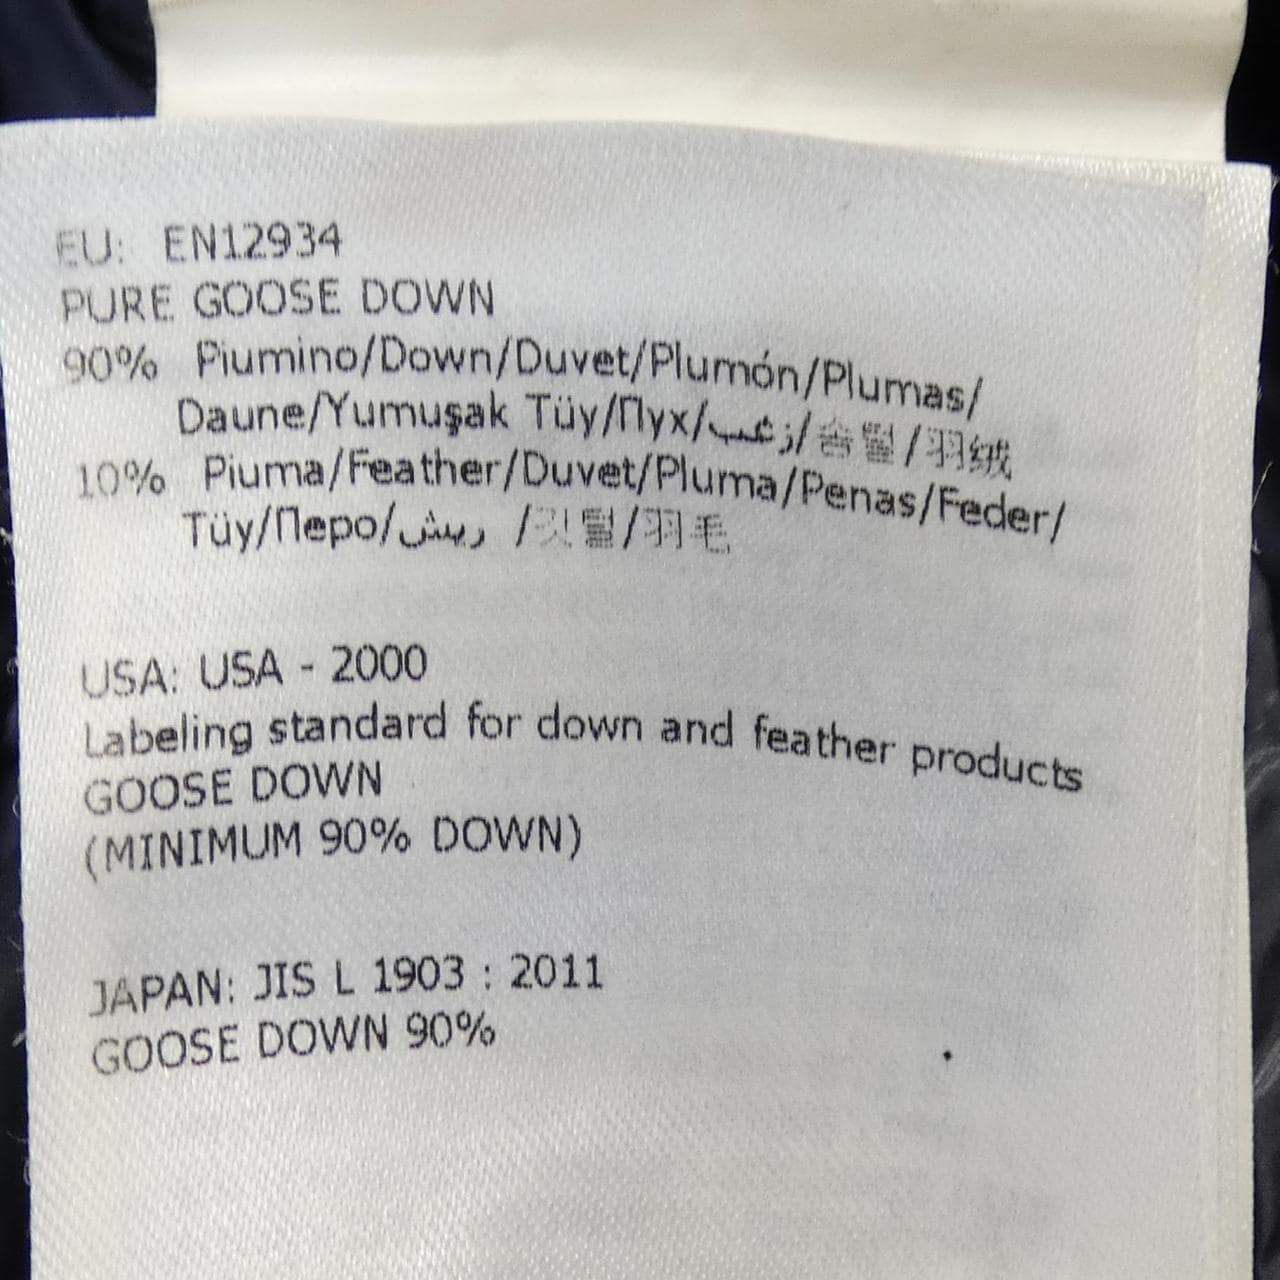 EU: EN12934
PURE GOOSE DOWN
90% Piumino/Down/Duvet/Plumón/Plumas/
Daune/Yumuşak Tüy/Пух/زغب/솜털/羽绒
10% Piuma/Feather/Duvet/Pluma/Penas/Feder/
Tüy/Перо/ريش /깃털/羽毛
USA: USA - 2000
Labeling standard for down and feather products
GOOSE DOWN
(MINIMUM 90% DOWN)
JAPAN: JIS L 1903 : 2011
GOOSE DOWN 90%